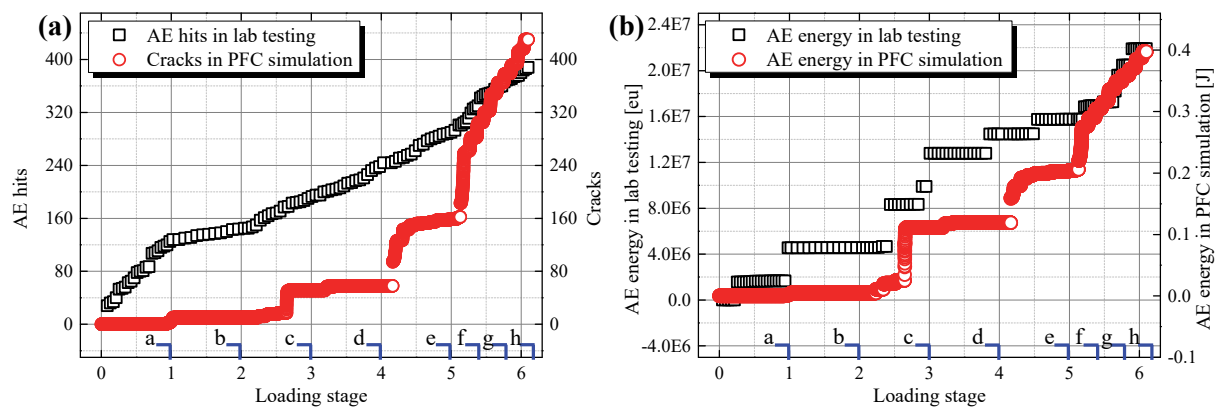 (a)
AE hits in lab testing
Cracks in PFC simulation
AE hits
400
320
240
160
80
0
Cracks
400
320
240
160
80
0
a
b
c
d
e
f
g
h
0 1 2 3 4 5 6
Loading stage
(b)
AE energy in lab testing
AE energy in PFC simulation
AE energy in lab testing [eu]
2.4E7
2.0E7
1.6E7
1.2E7
8.0E6
4.0E6
0.0
-4.0E6
AE energy in PFC simulation [J]
0.4
0.3
0.2
0.1
0.0
-0.1
a
b
c
d
e
f
g
h
0 1 2 3 4 5 6
Loading stage